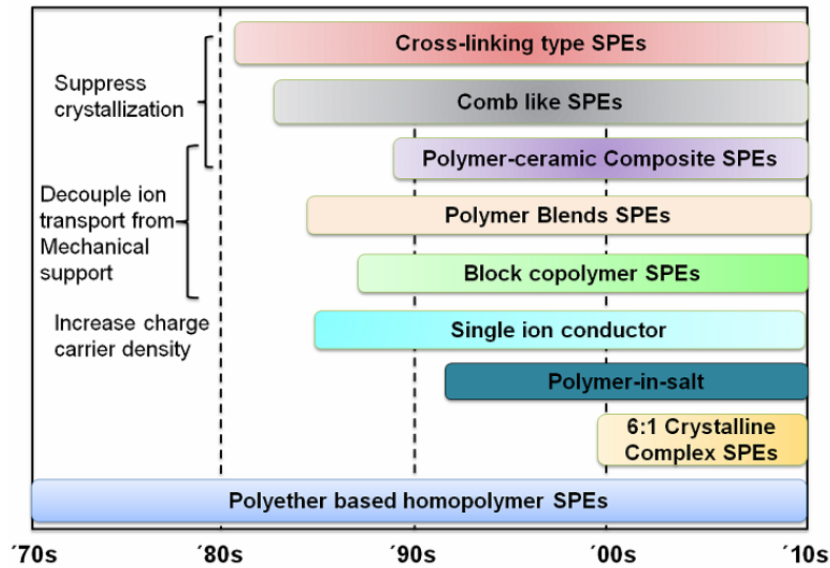 Cross-linking type SPEs
Suppress
crystallization
Comb like SPEs
Polymer-ceramic Composite SPEs
Decouple ion
transport from
Mechanical
support
Polymer Blends SPEs
Block copolymer SPEs
Increase charge
carrier density
Single ion conductor
Polymer-in-salt
6:1 Crystalline
Complex SPEs
Polyether based homopolymer SPEs
´70s ´80s ´90s ´00s ´10s